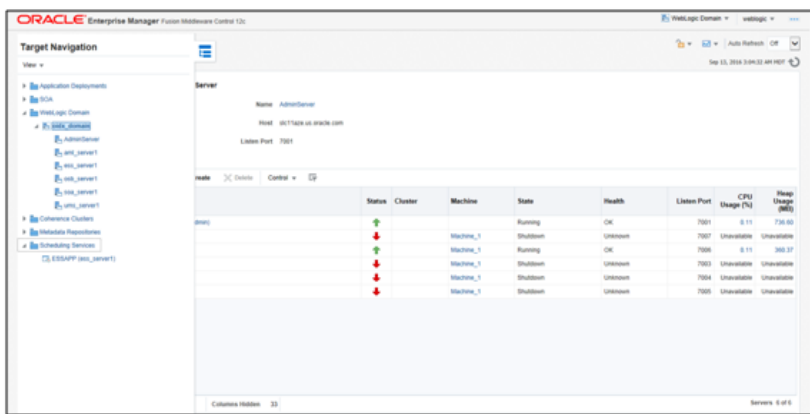 ORACLE Enterprise Manager Fusion Middleware Control 12c
WebLogic Domain
weblogic
Target Navigation
View
Auto Refresh Off
Application Deployments
SOA
WebLogic Domain
AdminServer
ess_server1
osb_server1
soa_server1
ums_server1
Coherence Clusters
Metadata Repositories
Scheduling Services
ESSAPP (ess_server1)
Server
Name AdminServer
Host
Listen Port 7001
Create Delete Control
Status Cluster Machine State Health Listen Port CPU Usage (%) Heap Usage (MB)
Running OK 7001 0.11 736.60
Machine_1 Shutdown Unknown 7007 Unavailable Unavailable
Machine_1 Running OK 7006 0.11 360.37
Machine_1 Shutdown Unknown 7003 Unavailable Unavailable
Machine_1 Shutdown Unknown 7004 Unavailable Unavailable
Machine_1 Shutdown Unknown 7005 Unavailable Unavailable
Columns Hidden 33
Servers 6 of 6